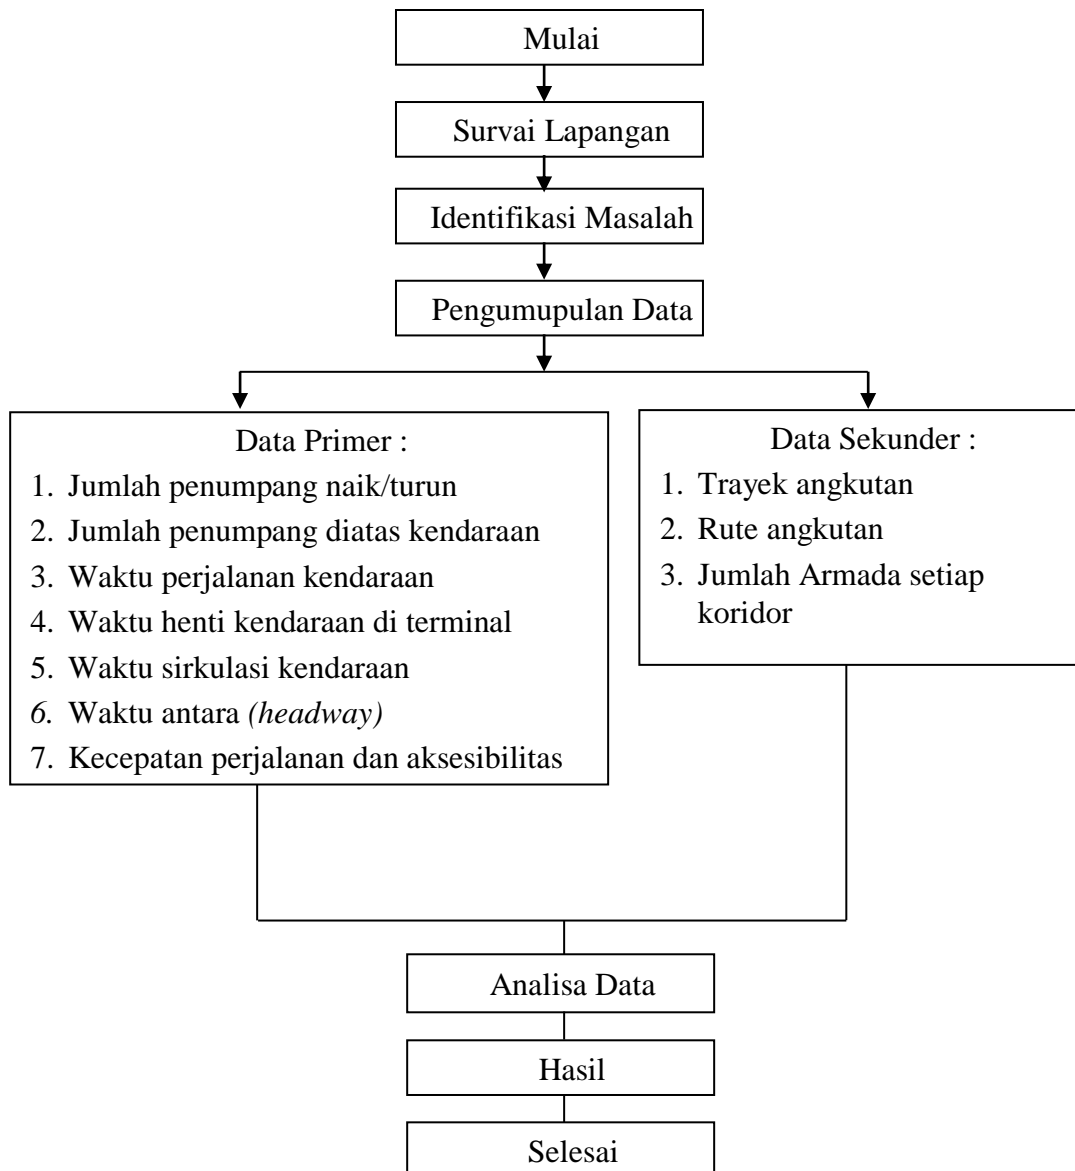 Mulai
Survai Lapangan
Identifikasi Masalah
Pengumupulan Data
Data Primer :
1. Jumlah penumpang naik/turun
2. Jumlah penumpang diatas kendaraan
3. Waktu perjalanan kendaraan
4. Waktu henti kendaraan di terminal
5. Waktu sirkulasi kendaraan
6. Waktu antara (headway)
7. Kecepatan perjalanan dan aksesibilitas
Data Sekunder :
1. Trayek angkutan
2. Rute angkutan
3. Jumlah Armada setiap
koridor
Analisa Data
Hasil
Selesai